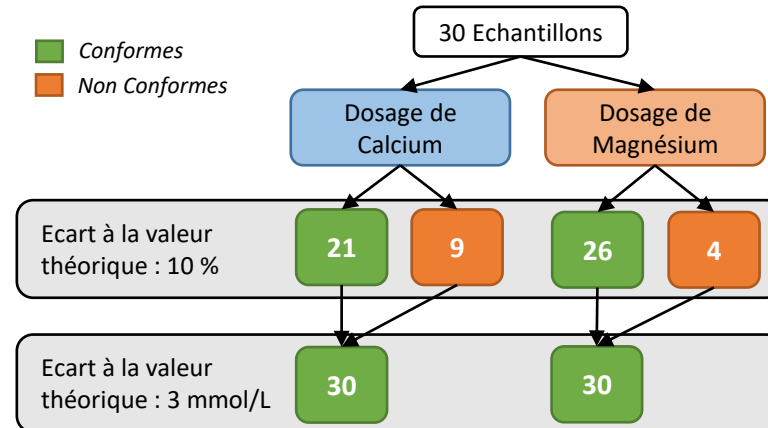 30 Echantillons
Conformes
Non Conformes
Dosage de
Calcium
Dosage de
Magnésium
Ecart à la valeur
théorique : 10 %
21
9
26
4
Ecart à la valeur
théorique : 3 mmol/L
30
30